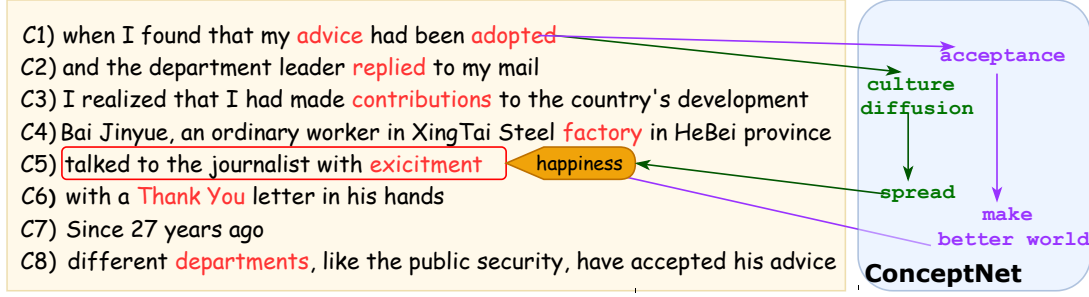 C1) when I found that my advice had been adopted
C2) and the department leader replied to my mail
C3) I realized that I had made contributions to the country's development
C4) Bai Jinyue, an ordinary worker in XingTai Steel factory in HeBei province
C5) talked to the journalist with exicitment
happiness
C6) with a Thank You letter in his hands
C7) Since 27 years ago
C8) different departments, like the public security, have accepted his advice
acceptance
culture
diffusion
spread
make
better world
ConceptNet